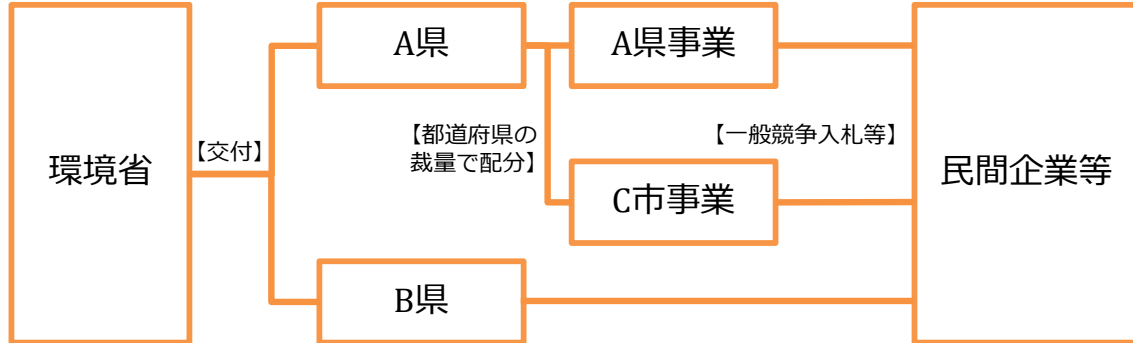 環境省
【交付】
A県
B県
【都道府県の
裁量で配分】
A県事業
C市事業
【一般競争入札等】
民間企業等